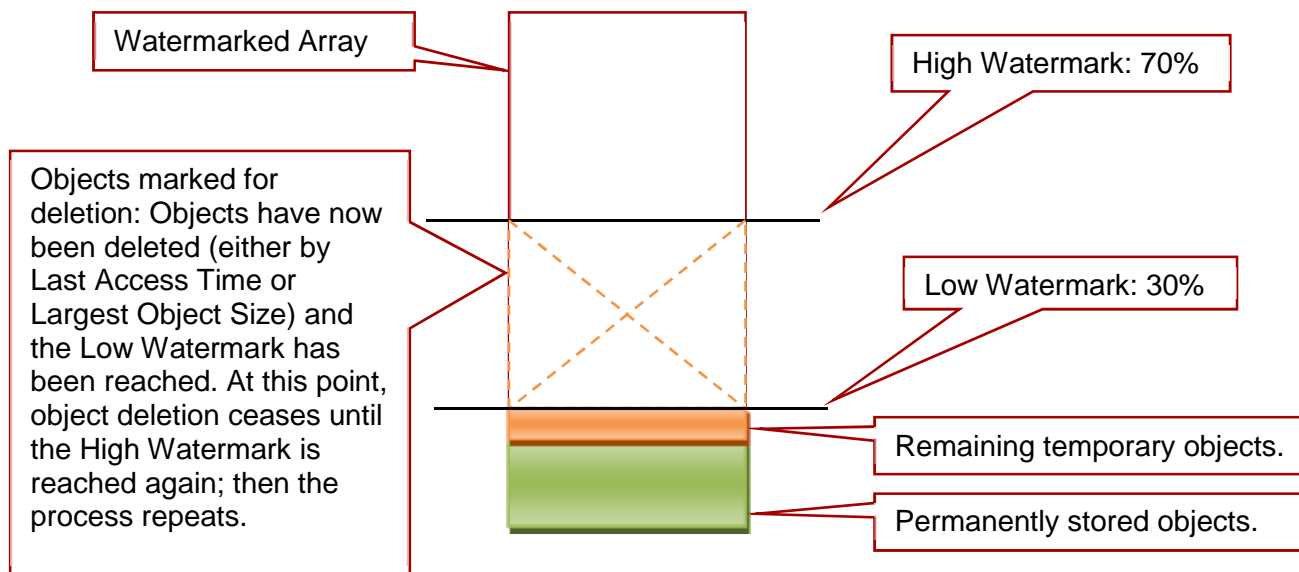 Watermarked Array
High Watermark: 70%
Objects marked for
deletion: Objects have now
been deleted (either by
Last Access Time or
Largest Object Size) and
the Low Watermark has
been reached. At this point,
object deletion ceases until
the High Watermark is
reached again; then the
process repeats.
Low Watermark: 30%
Remaining temporary objects.
Permanently stored objects.